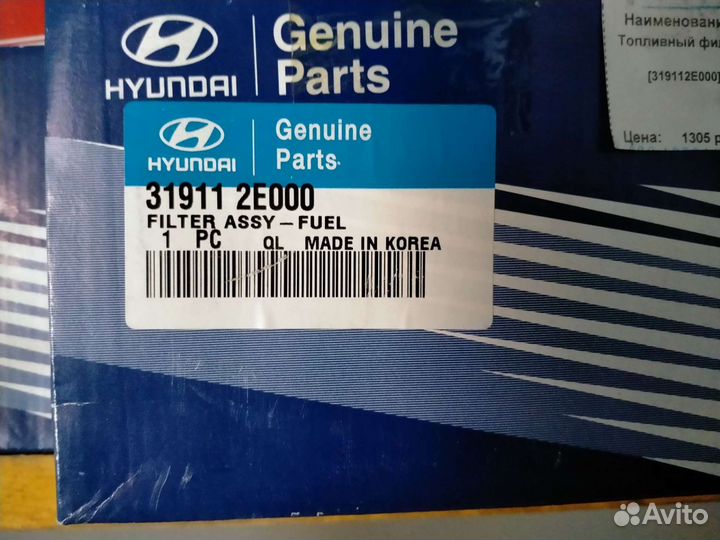 HYUNDAI
Genuine
Parts
HYUNDAI
Genuine
Parts
31911 2E000
FILTER ASSY-FUEL
1 PC QL MADE IN KOREA
Наименовани
Топливный фи
[319112E000]
Цена: 1305 р
Avito